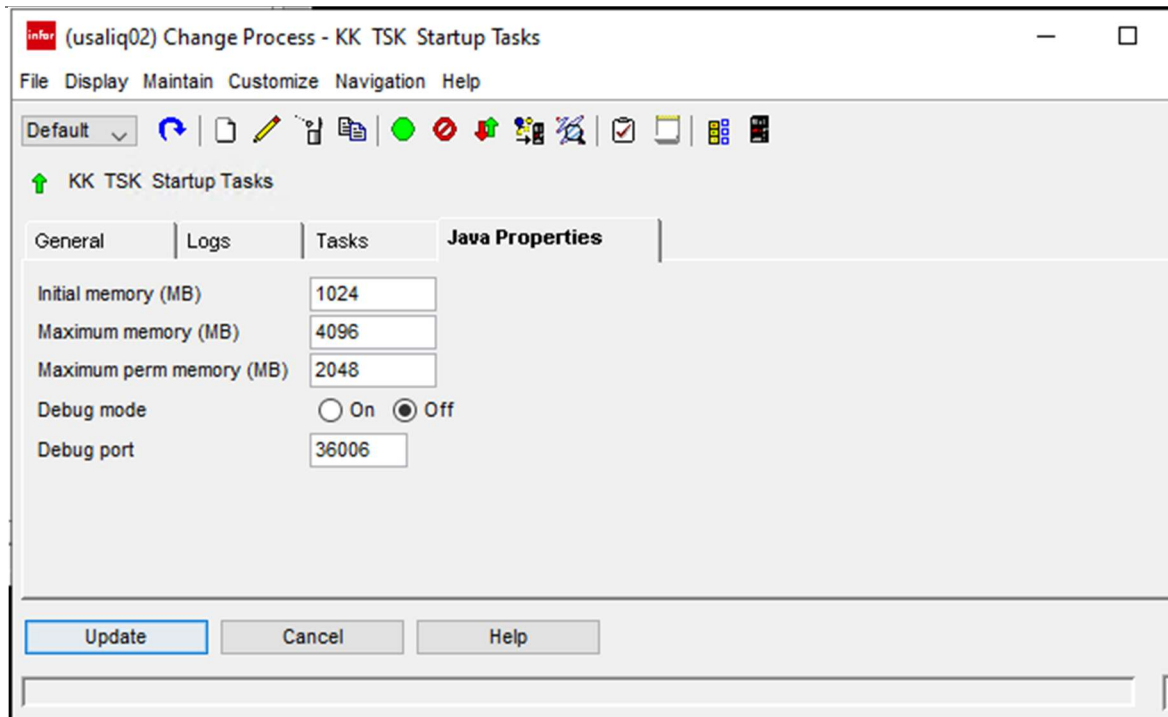 infor (usaliq02) Change Process - KK TSK Startup Tasks
File Display Maintain Customize Navigation Help
Default
KK TSK Startup Tasks
General Logs Tasks Java Properties
Initial memory (MB) 1024
Maximum memory (MB) 4096
Maximum perm memory (MB) 2048
Debug mode On Off
Debug port 36006
Update Cancel Help